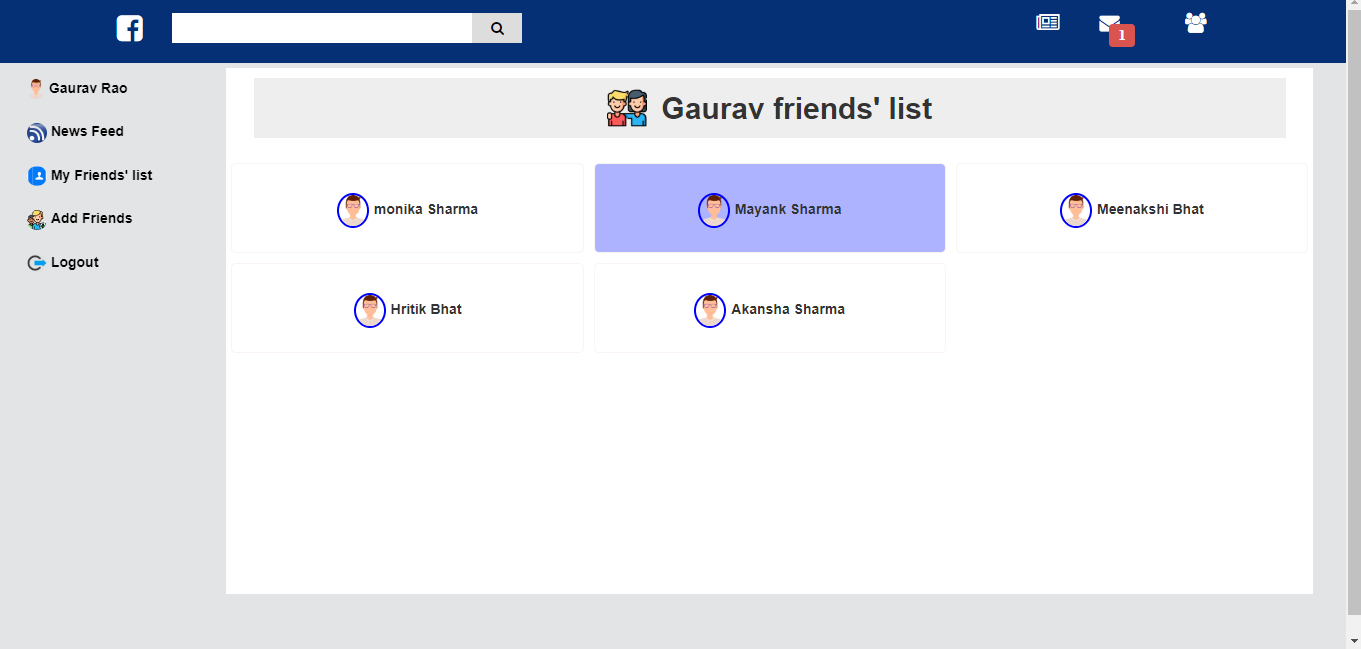 1
Gaurav Rao
News Feed
My Friends' list
Add Friends
Logout
Gaurav friends' list
monika Sharma
Mayank Sharma
Meenakshi Bhat
Hritik Bhat
Akansha Sharma